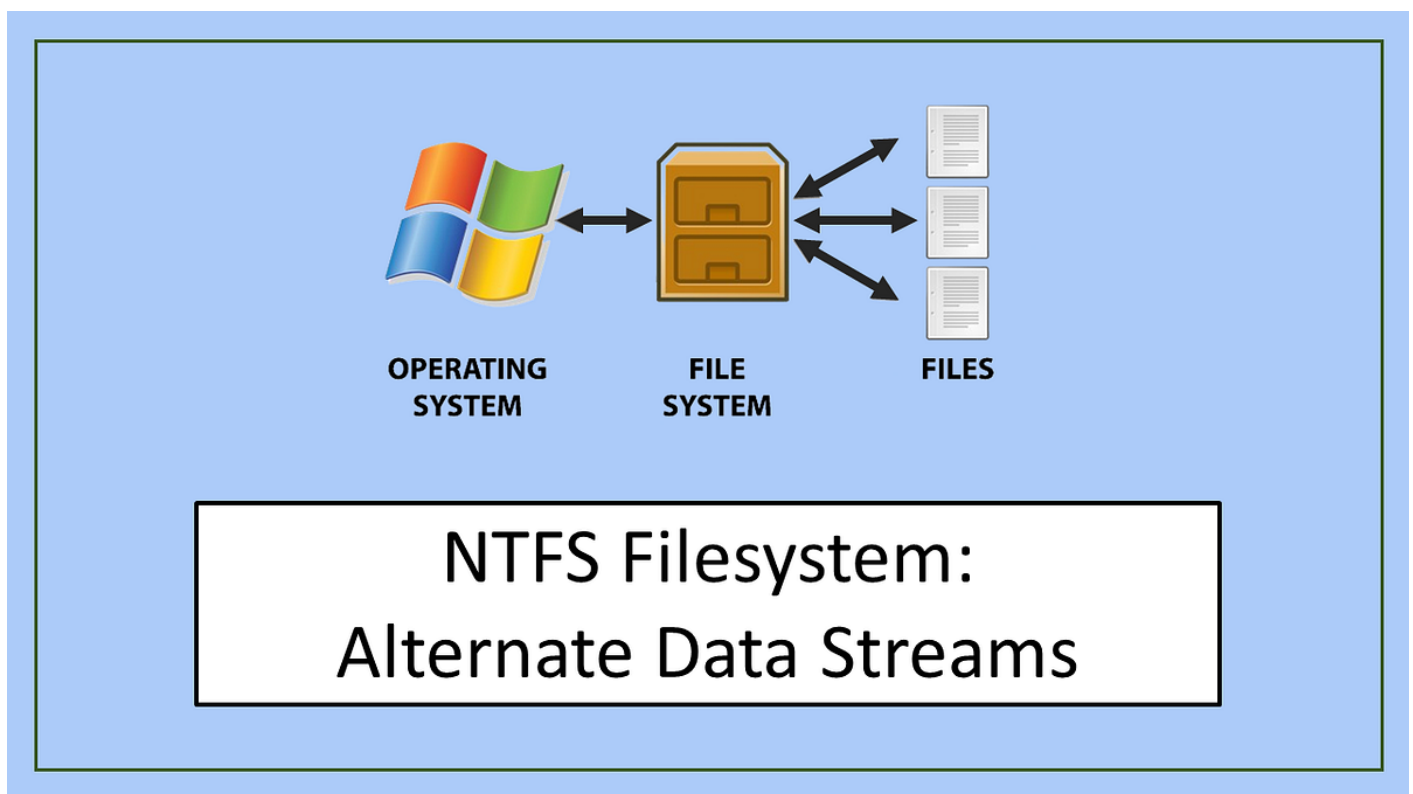 OPERATING
SYSTEM
FILE
SYSTEM
FILES
NTFS Filesystem:
Alternate Data Streams